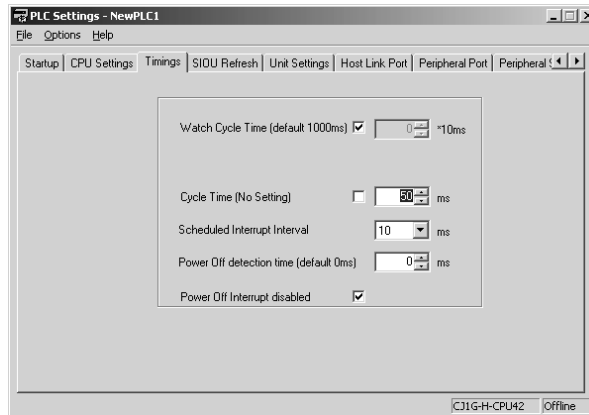 PLC Settings - NewPLC1
File Options Help
Startup CPU Settings Timings SIOU Refresh Unit Settings Host Link Port Peripheral Port Peripheral
Watch Cycle Time (default 1000ms) 0 *10ms
Cycle Time (No Setting) 50 ms
Scheduled Interrupt Interval 10 ms
Power Off detection time (default 0ms) 0 ms
Power Off Interrupt disabled
CJ1G-H-CPU42 Offline